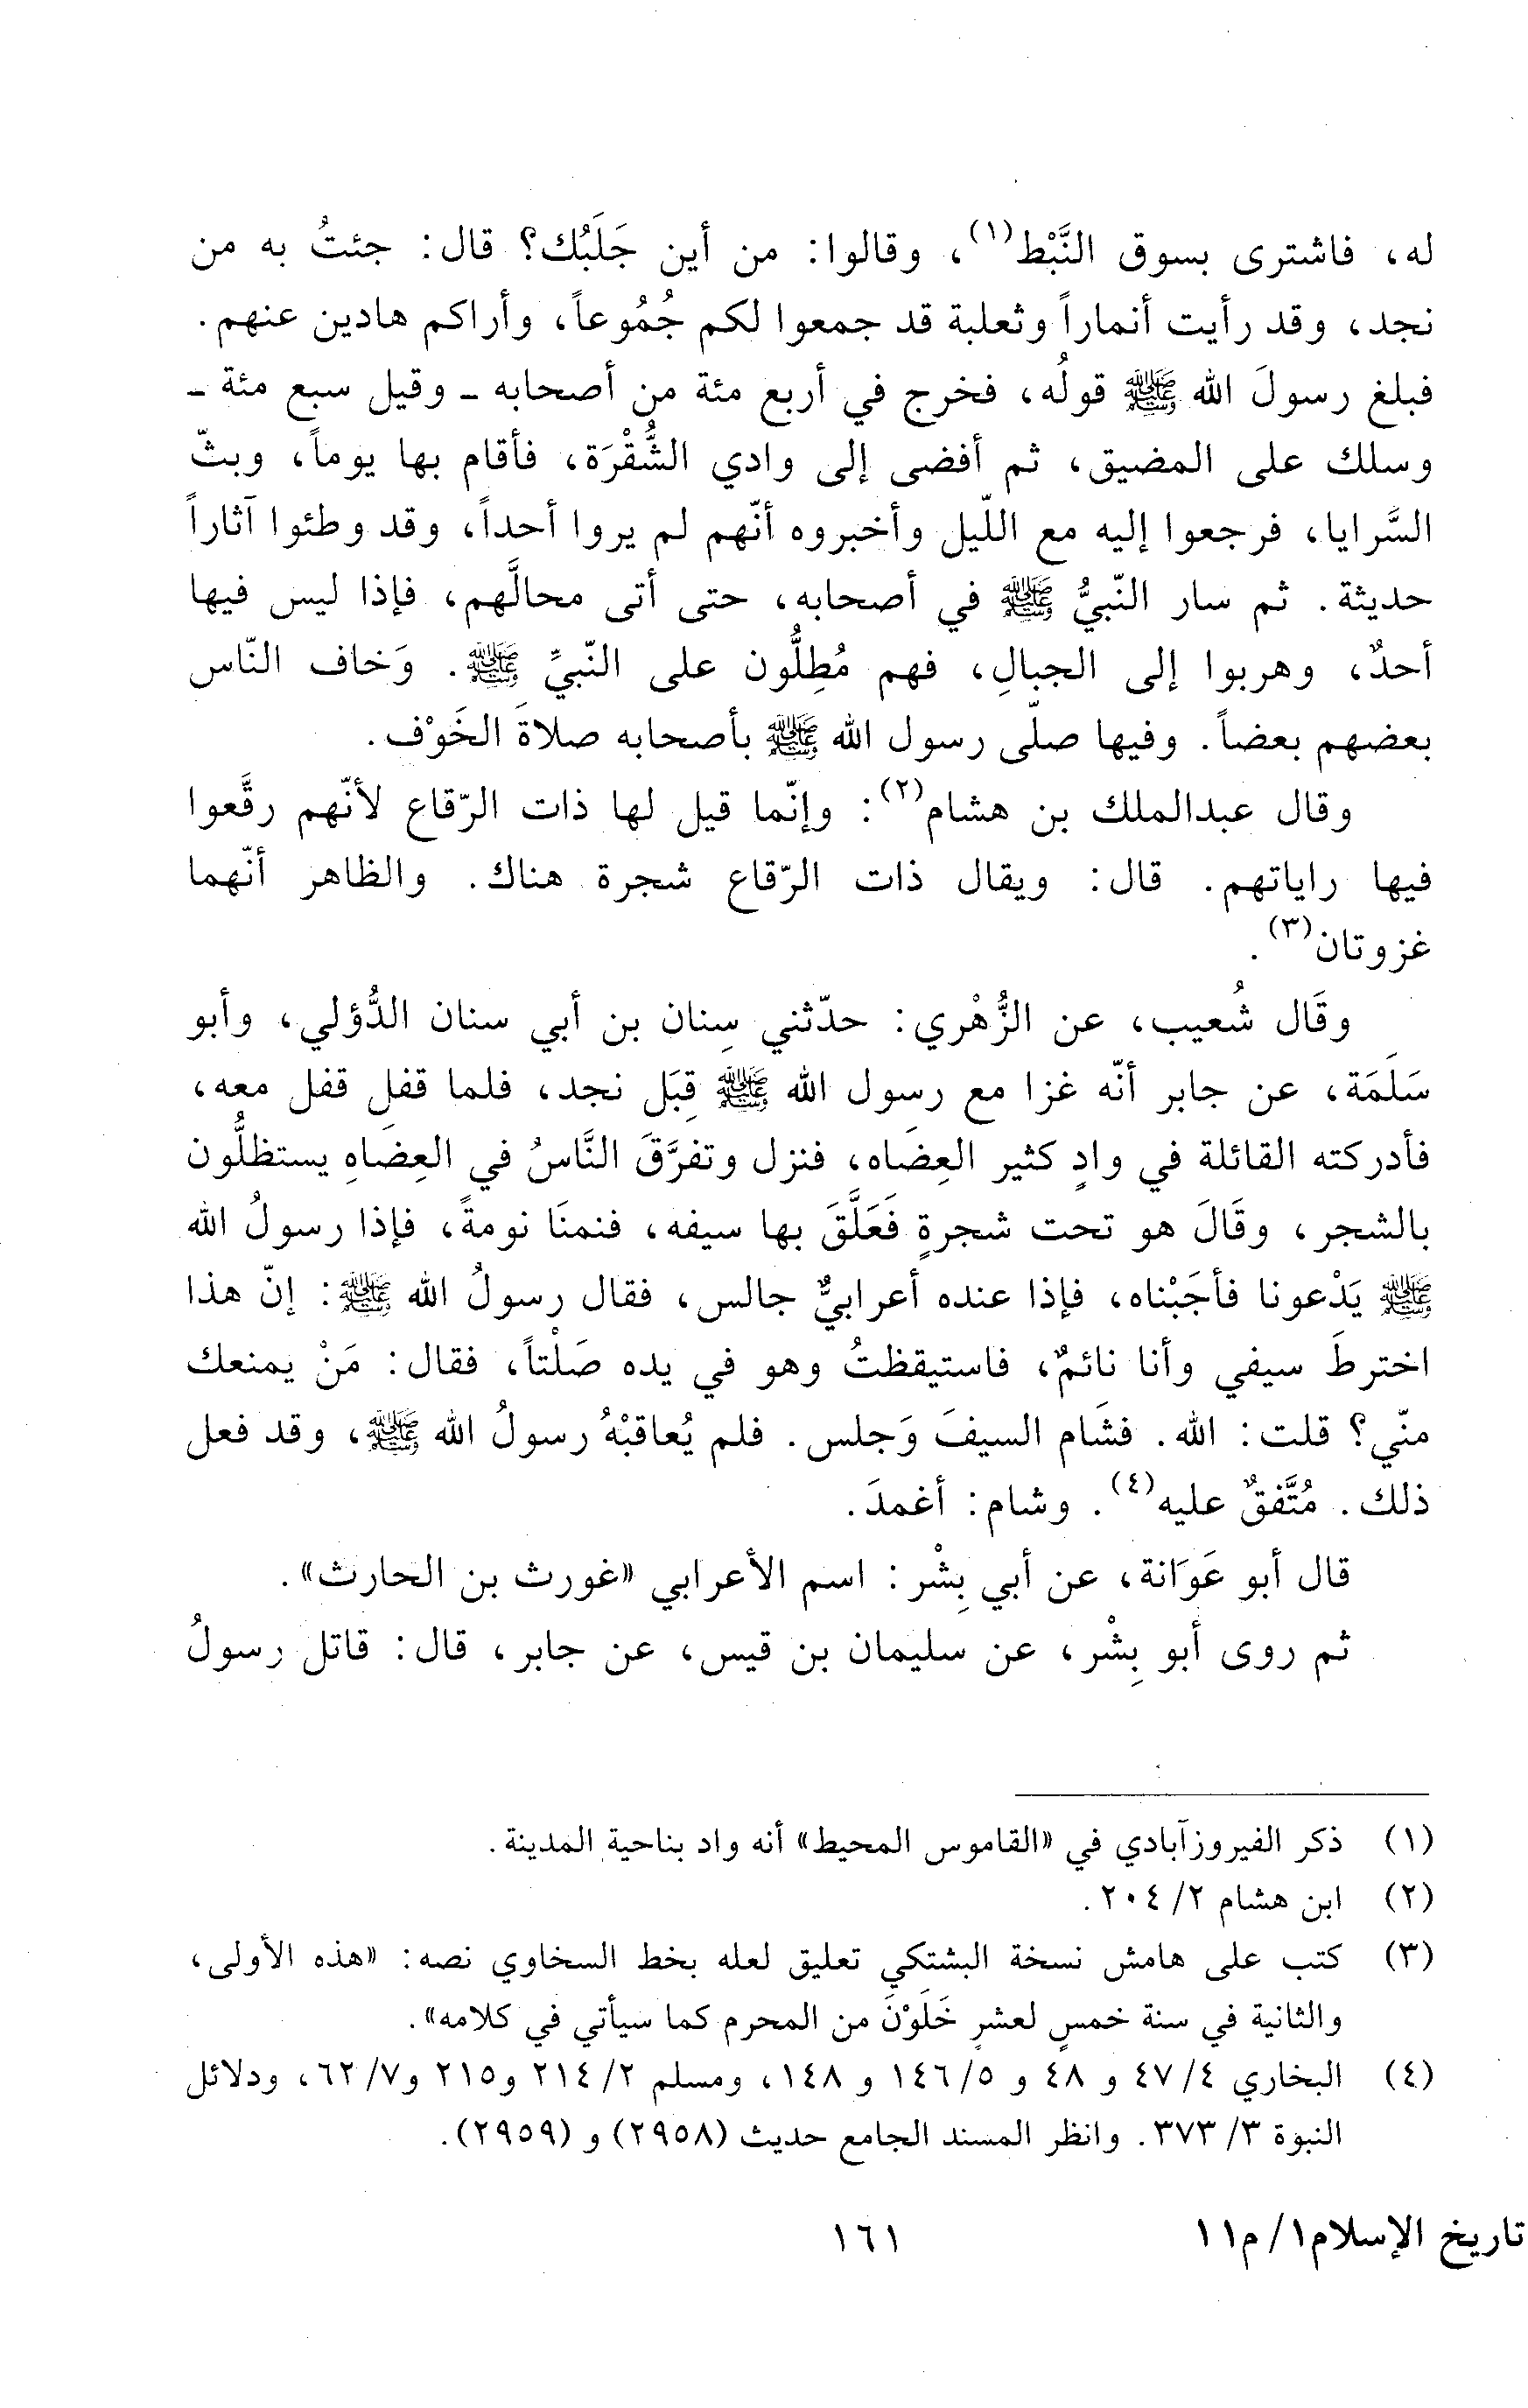 له، فاشترى بسوق النَّبْط(١)، وقالوا: من أين جَلَبُك؟ قال: جئتُ به من
نجد، وقد رأيت أنماراً وثعلبة قد جمعوا لكم جُمُوعاً، وأراكم هادين عنهم.
فبلغ رسولَ الله ﷺ قولُه، فخرج في أربع مئة من أصحابه ـ وقيل سبع مئة ـ
وسلك على المضيق، ثم أفضى إلى وادي الشُّقْرَة، فأقام بها يوماً، وبثّ
السَّرايا، فرجعوا إليه مع اللّيل وأخبروه أنّهم لم يروا أحداً، وقد وطئوا آثاراً
حديثة. ثم سار النّبيُّ ﷺ في أصحابه، حتى أتى محالَّهم، فإذا ليس فيها
أحدٌ، وهربوا إلى الجبالِ، فهم مُطِلُّون على النّبيِّ ﷺ. وَخاف النّاس
بعضهم بعضاً. وفيها صلّى رسول الله ﷺ بأصحابه صلاةَ الخَوْف.
وقال عبدالملك بن هشام(٢): وإنّما قيل لها ذات الرّقاع لأنّهم رقَّعوا
فيها راياتهم. قال: ويقال ذات الرّقاع شجرة هناك. والظاهر أنّهما
غزوتان(٣).
وقَال شُعيب، عن الزُّهْري: حدّثني سِنان بن أبي سنان الدُّؤلي، وأبو
سَلَمَة، عن جابر أنّه غزا مع رسول الله ﷺ قِبَل نجد، فلما قفل قفل معه،
فأدركته القائلة في وادٍ كثير العِضَاه، فنزل وتفرَّقَ النَّاسُ في العِضَاهِ يستظلُّون
بالشجر، وقَالَ هو تحت شجرةٍ فَعَلَّقَ بها سيفه، فنمنَا نومةً، فإذا رسولُ الله
ﷺ يَدْعونا فأجَبْناه، فإذا عنده أعرابيٌّ جالس، فقال رسولُ الله ﷺ: إنّ هذا
اخترطَ سيفي وأنا نائمٌ، فاستيقظتُ وهو في يده صَلْتاً، فقال: مَنْ يمنعك
منّي؟ قلت: الله. فشَام السيفَ وَجلس. فلم يُعاقبْهُ رسولُ الله ﷺ، وقد فعل
ذلك. مُتَّفقٌ عليه(٤). وشام: أغمدَ.
قال أبو عَوَانة، عن أبي بِشْر: اسم الأعرابي «غورث بن الحارث».
ثم روى أبو بِشْر، عن سليمان بن قيس، عن جابر، قال: قاتل رسولُ
(١) ذكر الفيروزآبادي في «القاموس المحيط» أنه واد بناحية المدينة.
(٢) ابن هشام ٢/ ٢٠٤.
(٣) كتب على هامش نسخة البشتكي تعليق لعله بخط السخاوي نصه: «هذه الأولى،
والثانية في سنة خمسٍ لعشرٍ خَلَوْنَ من المحرم كما سيأتي في كلامه».
(٤) البخاري ٤/ ٤٧ و ٤٨ و ٥/ ١٤٦ و ١٤٨، ومسلم ٢/ ٢١٤ و٢١٥ و٧/ ٦٢، ودلائل
النبوة ٣/ ٣٧٣. وانظر المسند الجامع حديث (٢٩٥٨) و (٢٩٥٩).
تاريخ الإسلام١/ م١١
١٦١